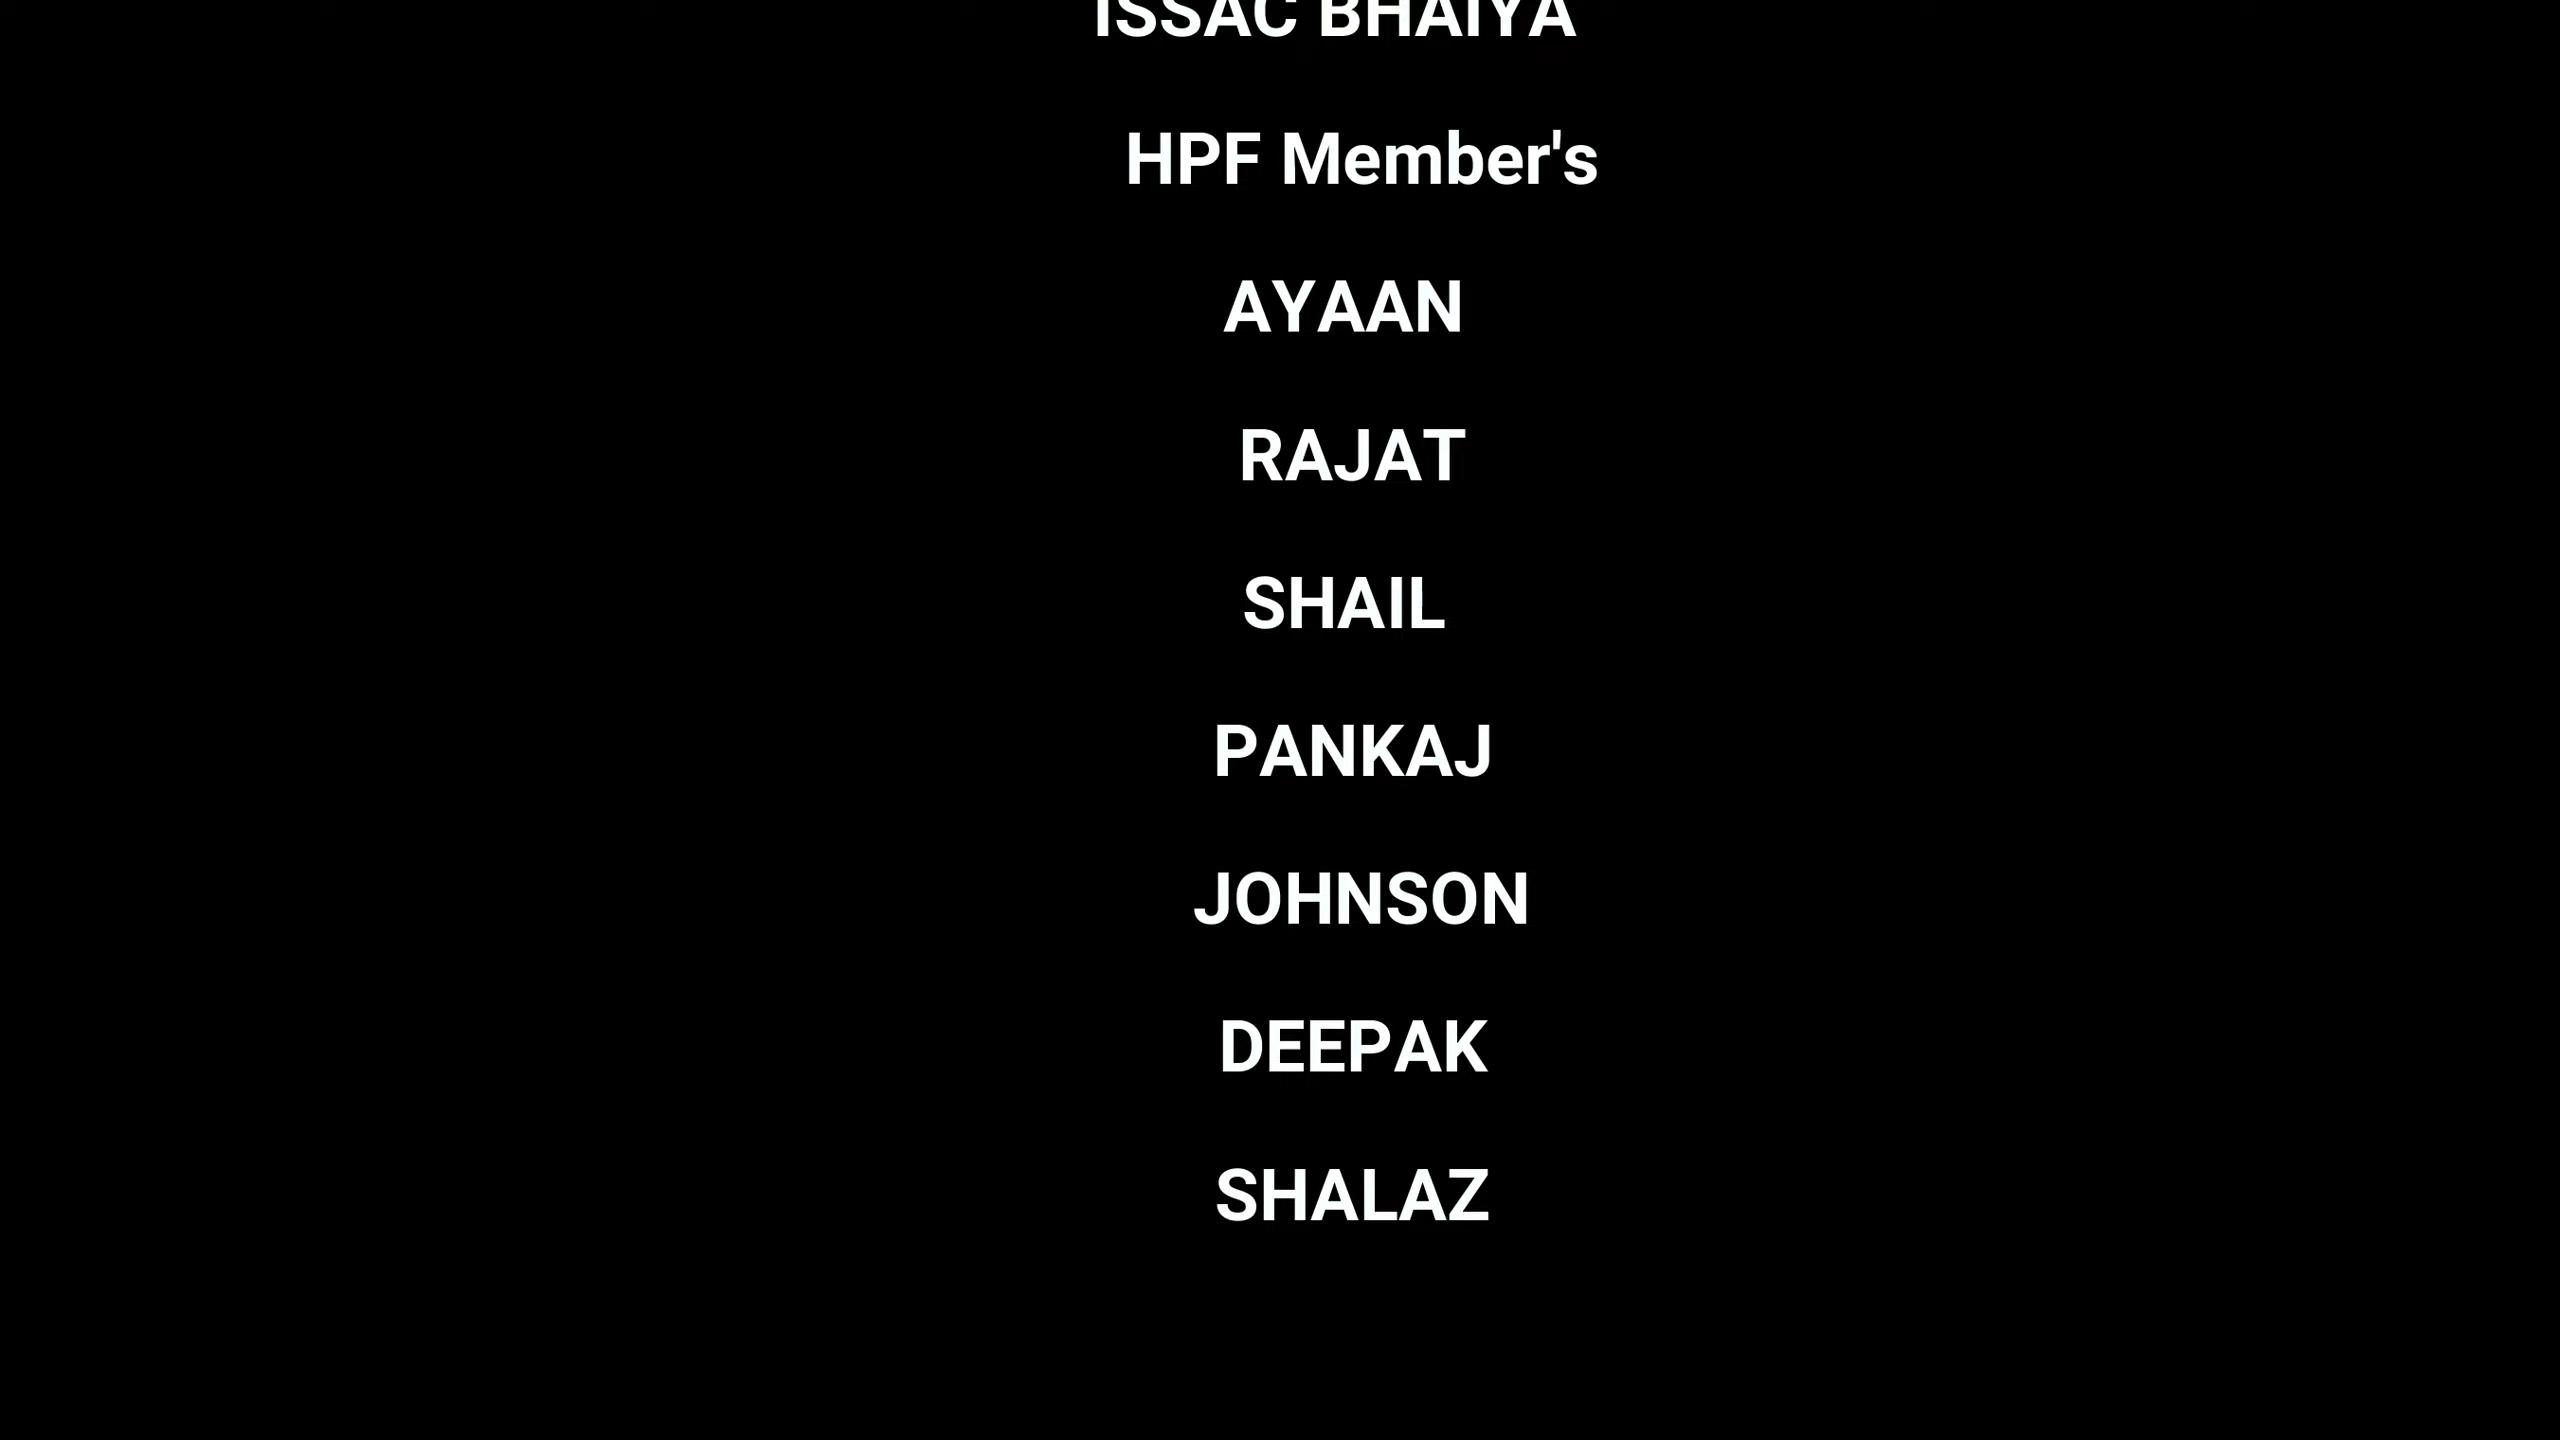 ISSAC BHAIYA
HPF Member's
AYAAN
RAJAT
SHAIL
PANKAJ
JOHNSON
DEEPAK
SHALAZ